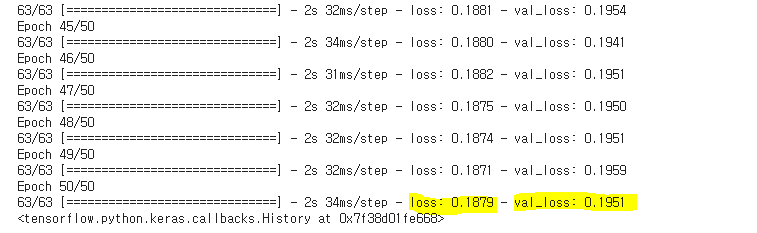 63/63 [==============================] - 2s 32ms/step - loss: 0.1881 - val_loss: 0.1954
Epoch 45/50
63/63 [==============================] - 2s 34ms/step - loss: 0.1880 - val_loss: 0.1941
Epoch 46/50
63/63 [==============================] - 2s 31ms/step - loss: 0.1882 - val_loss: 0.1951
Epoch 47/50
63/63 [==============================] - 2s 32ms/step - loss: 0.1875 - val_loss: 0.1950
Epoch 48/50
63/63 [==============================] - 2s 32ms/step - loss: 0.1874 - val_loss: 0.1951
Epoch 49/50
63/63 [==============================] - 2s 32ms/step - loss: 0.1871 - val_loss: 0.1959
Epoch 50/50
63/63 [==============================] - 2s 34ms/step - loss: 0.1879 - val_loss: 0.1951
<tensorflow.python.keras.callbacks.History at 0x7f38d01fe668>